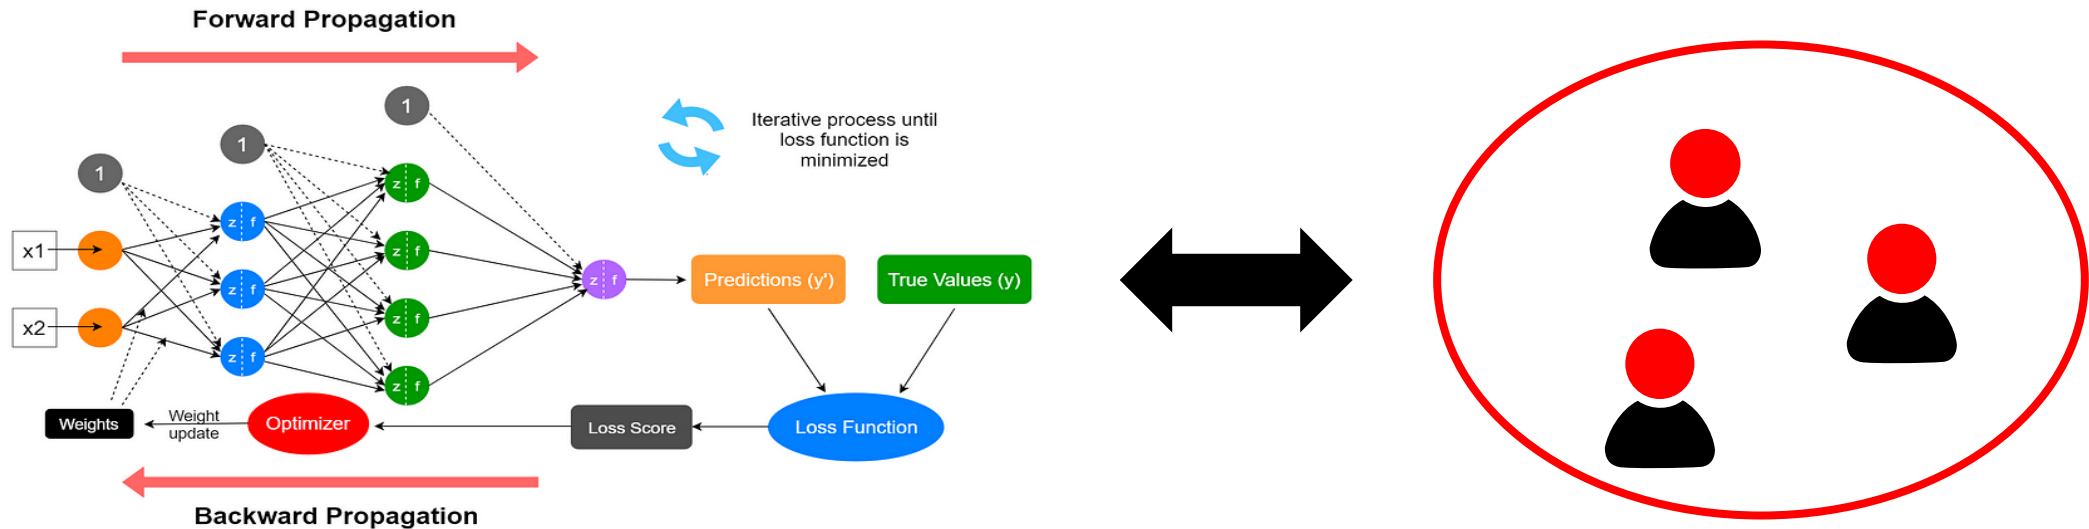 Forward Propagation
1
1
1
Iterative process until
loss function is
minimized
z f
z f
x1
z f
z f
z f
z f
Predictions (y')
True Values (y)
x2
z f
z f
Weights
Weight
update
Optimizer
Loss Score
Loss Function
Backward Propagation